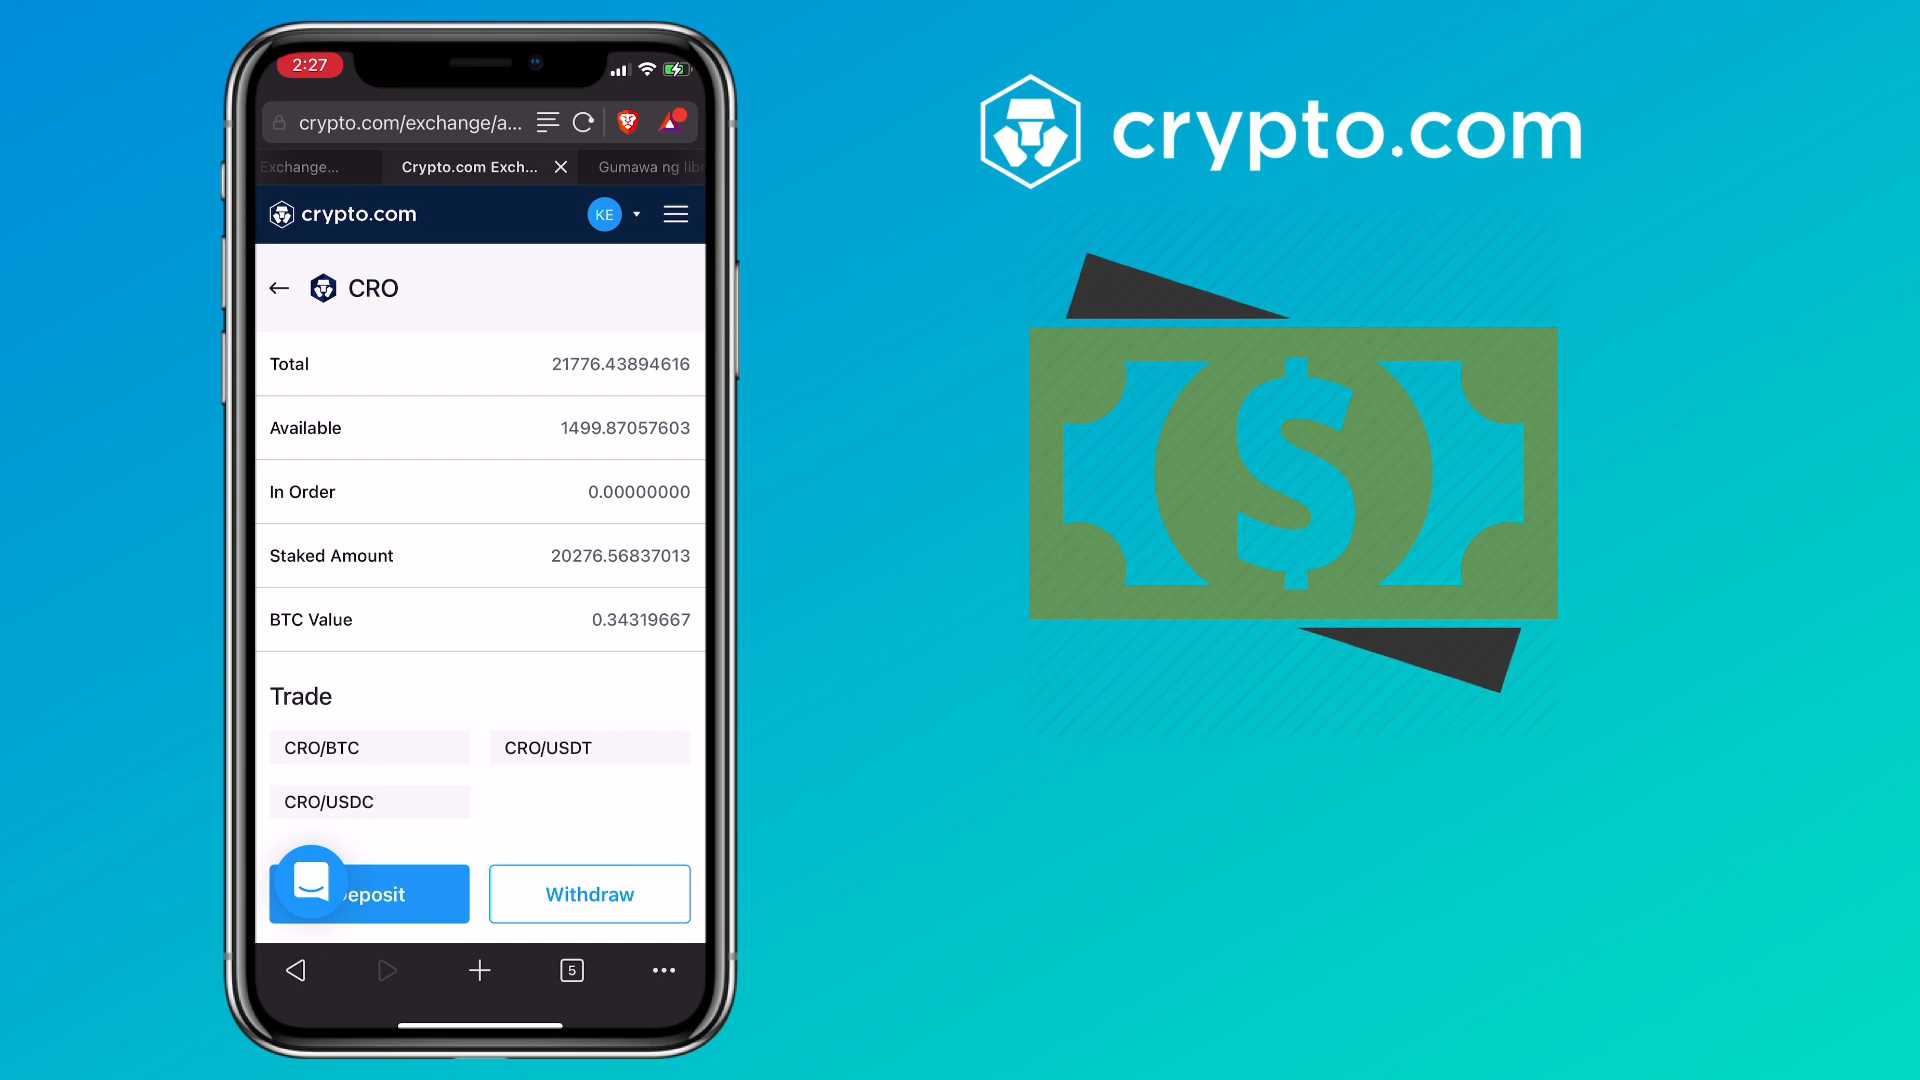 2:27
crypto.com/exchange/a...
Exchange...
Crypto.com Exch...
Gumawa ng lib
crypto.com
KE
CRO
Total 21776.43894616
Available 1499.87057603
In Order 0.00000000
Staked Amount 20276.56837013
BTC Value 0.34319667
Trade
CRO/BTC
CRO/USDT
CRO/USDC
eposit
Withdraw
5
crypto.com
$